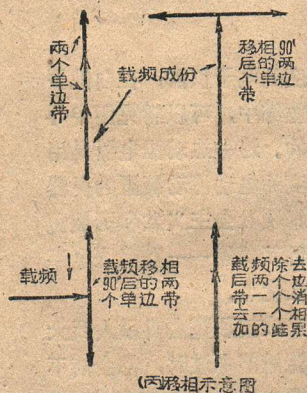 两个单边带
载频成份
移相90°
后的两
个单边
带
载频
载频移相
90°后的两
个单边带
载频除去
后两个边
带一个消
去一个相
加的结果
(丙)移相示意图